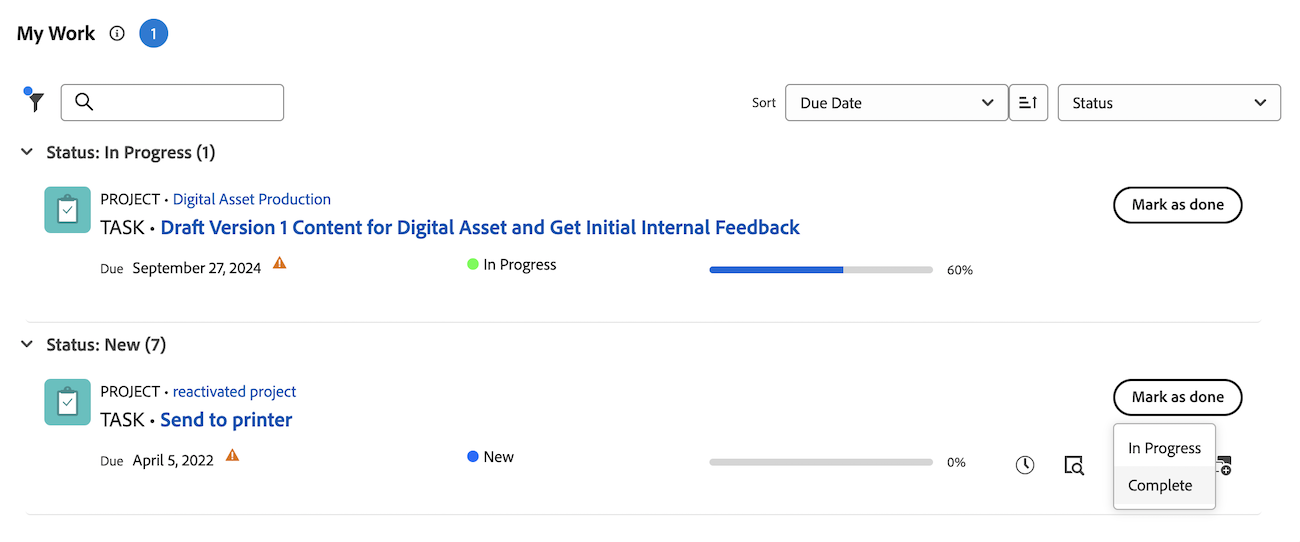 My Work 1
Sort Due Date Status
Status: In Progress (1)
PROJECT • Digital Asset Production
Mark as done
TASK • Draft Version 1 Content for Digital Asset and Get Initial Internal Feedback
Due September 27, 2024 In Progress 60%
Status: New (7)
PROJECT • reactivated project
Mark as done
TASK • Send to printer
Due April 5, 2022 New 0%
In Progress
Complete